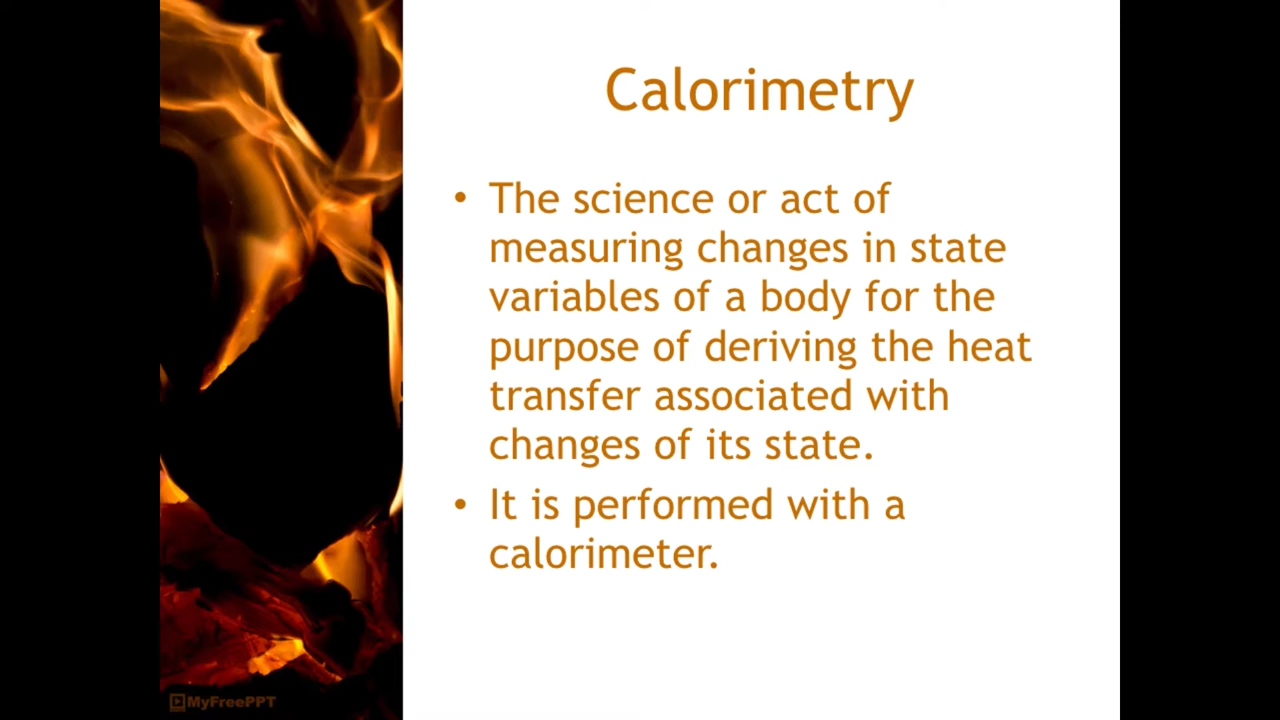 Calorimetry
• The science or act of
measuring changes in state
variables of a body for the
purpose of deriving the heat
transfer associated with
changes of its state.
• It is performed with a
calorimeter.
MyFreePPT